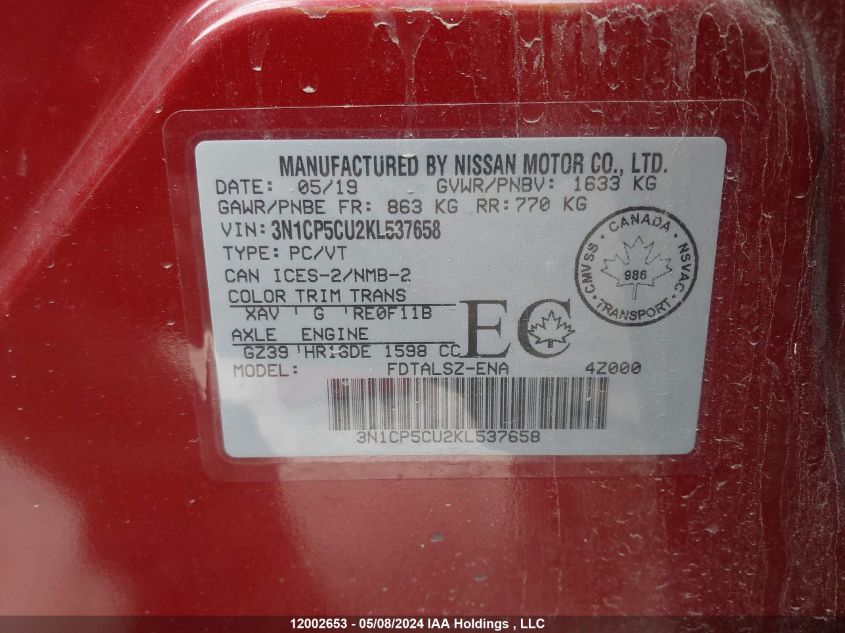 MANUFACTURED BY NISSAN MOTOR CO., LTD.
DATE: 05/19 GVWR/PNBV: 1633 KG
GAWR/PNBE FR: 863 KG RR:770 KG
VIN: 3N1CP5CU2KL537658
TYPE: PC/VT
CAN ICES-2/NMB-2
COLOR TRIM TRANS
XAV ' G 'RE0F11B
AXLE ENGINE
GZ39 'HR16DE 1598 CC
EC
MODEL: FDTALSZ-ENA 4Z000
3N1CP5CU2KL537658
CANADA
CMVSS 986 NSVAC
TRANSPORT
12002653 - 05/08/2024 IAA Holdings , LLC